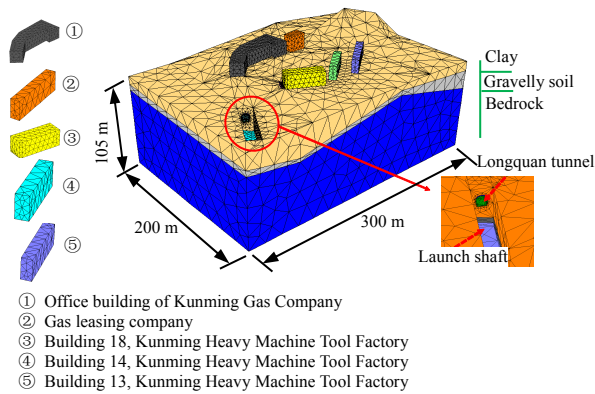 ①
②
③
④
⑤
Clay
Gravelly soil
Bedrock
105 m
200 m
300 m
Longquan tunnel
Launch shaft
① Office building of Kunming Gas Company
② Gas leasing company
③ Building 18, Kunming Heavy Machine Tool Factory
④ Building 14, Kunming Heavy Machine Tool Factory
⑤ Building 13, Kunming Heavy Machine Tool Factory